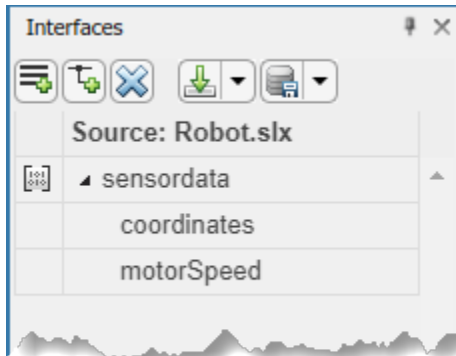 Interfaces
Source: Robot.slx
sensordata
coordinates
motorSpeed